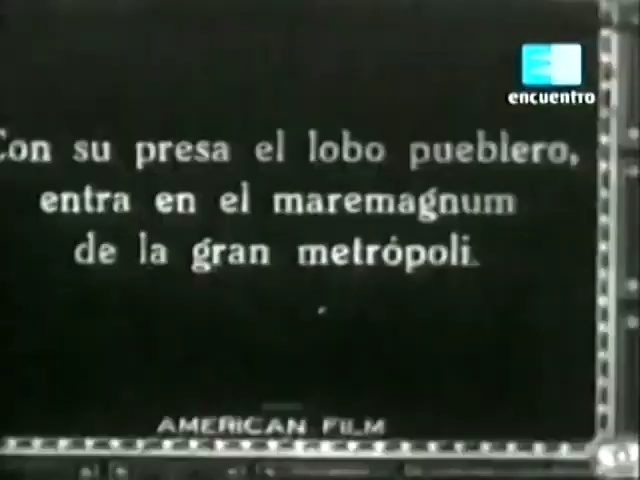 encuentro
Con su presa el lobo pueblero,
entra en el maremagnum
de la gran metrópoli.
AMERICAN FILM